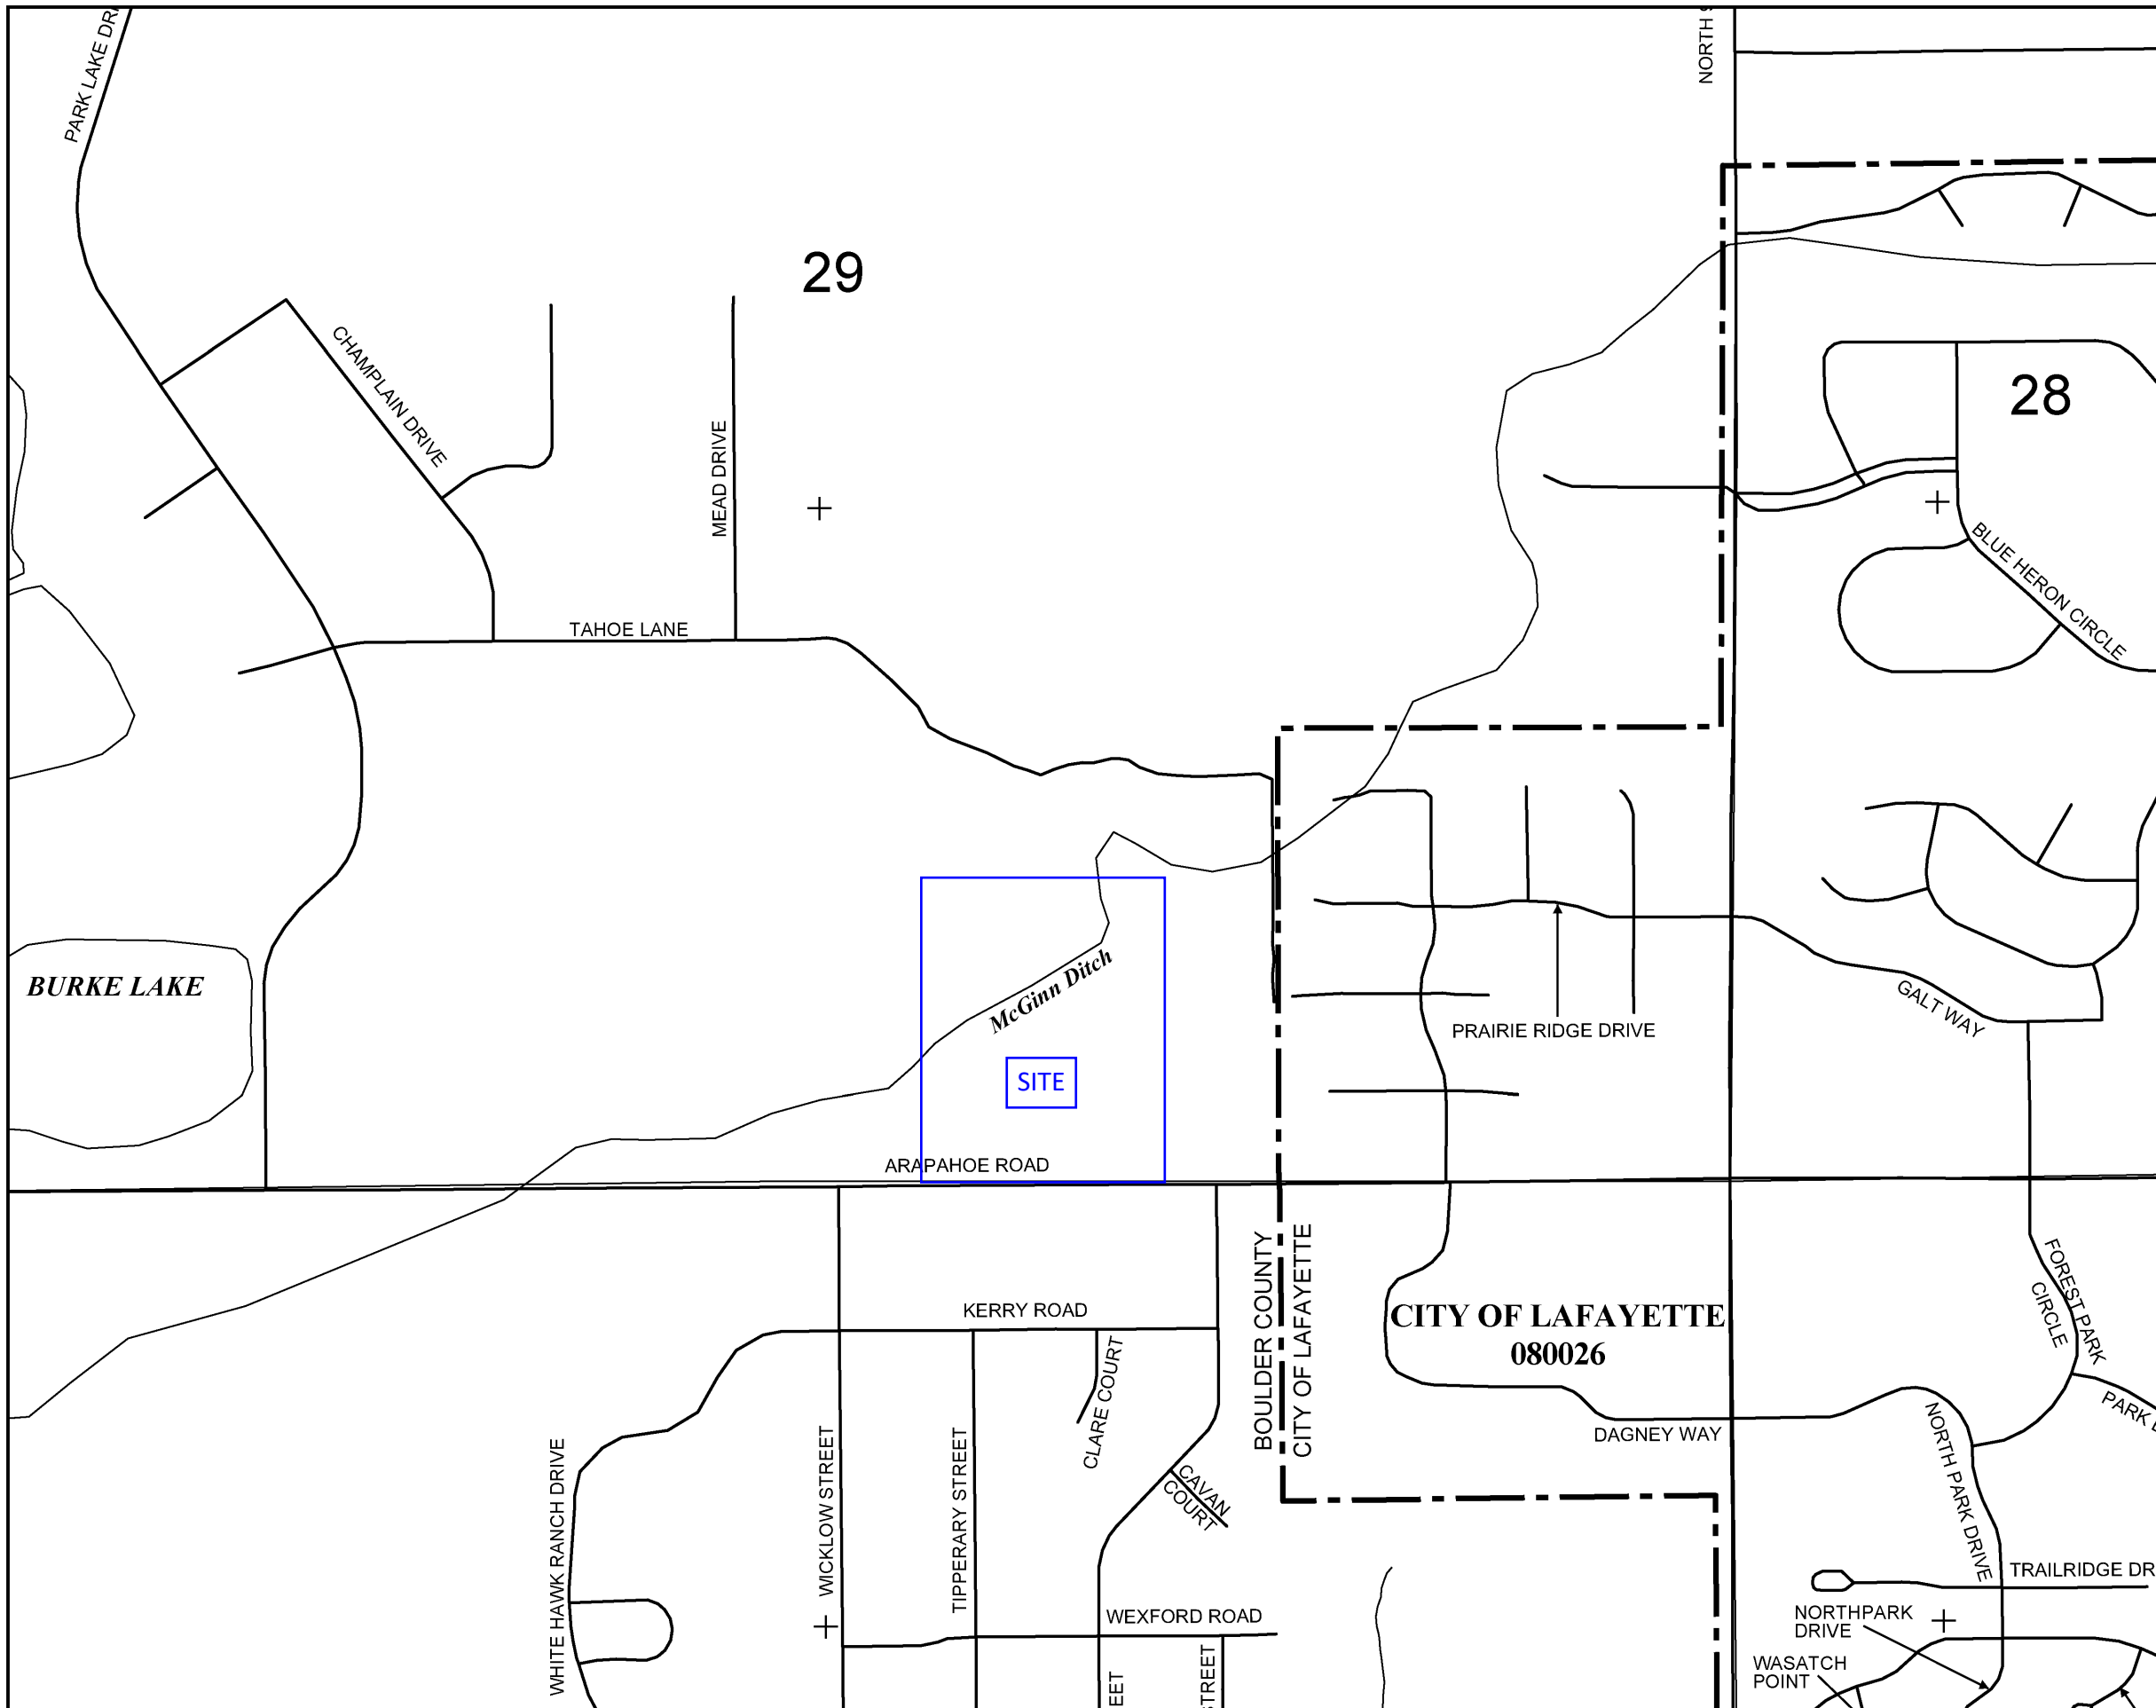 PARK LAKE
NORTH
29
28
CHAMPLAIN DRIVE
MEAD DRIVE
TAHOE LANE
BLUE HERON CIRCLE
BURKE LAKE
McGinn Ditch
SITE
PRAIRIE RIDGE DRIVE
GALT WAY
ARAPAHOE ROAD
BOULDER COUNTY
CITY OF LAFAYETTE
CITY OF LAFAYETTE
080026
KERRY ROAD
CLARE COURT
CAVAN
COURT
FOREST PARK
CIRCLE
PARK
DAGNEY WAY
NORTH PARK DRIVE
WHITE HAWK RANCH DRIVE
WICKLOW STREET
TIPPERARY STREET
WEXFORD ROAD
TRAILRIDGE DR
NORTHPARK
DRIVE
WASATCH
POINT
EET
STREET